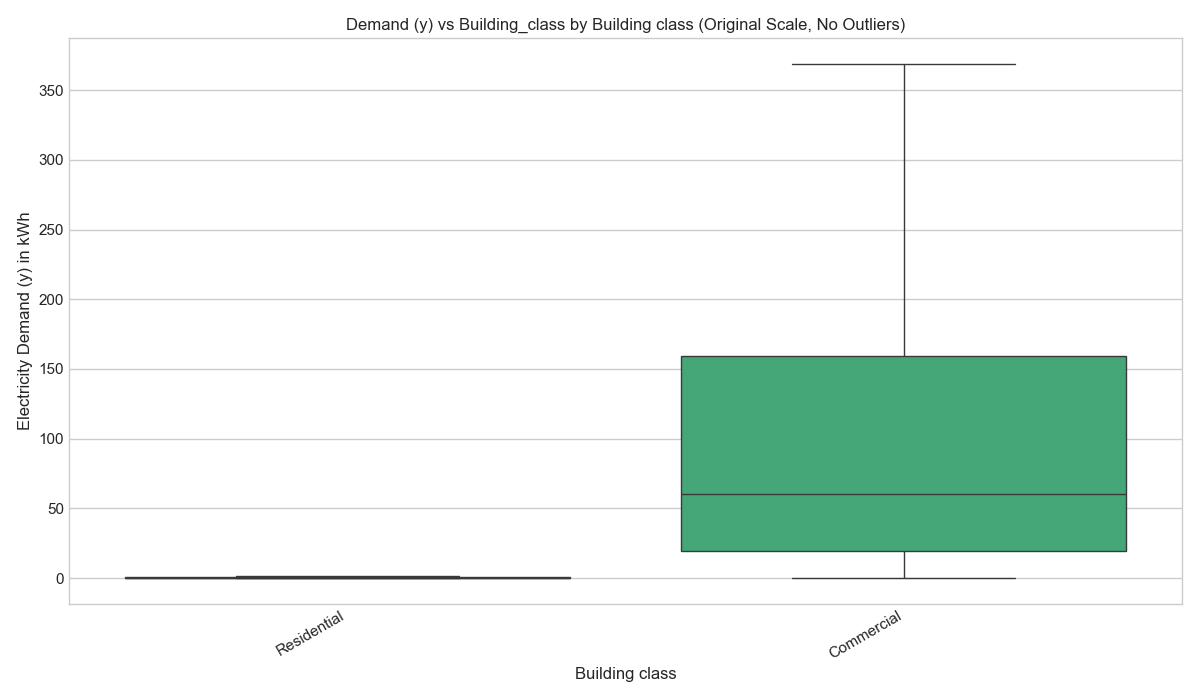 Demand (y) vs Building_class by Building class (Original Scale, No Outliers)
Electricity Demand (y) in kWh
350
300
250
200
150
100
50
0
Residential
Commercial
Building class